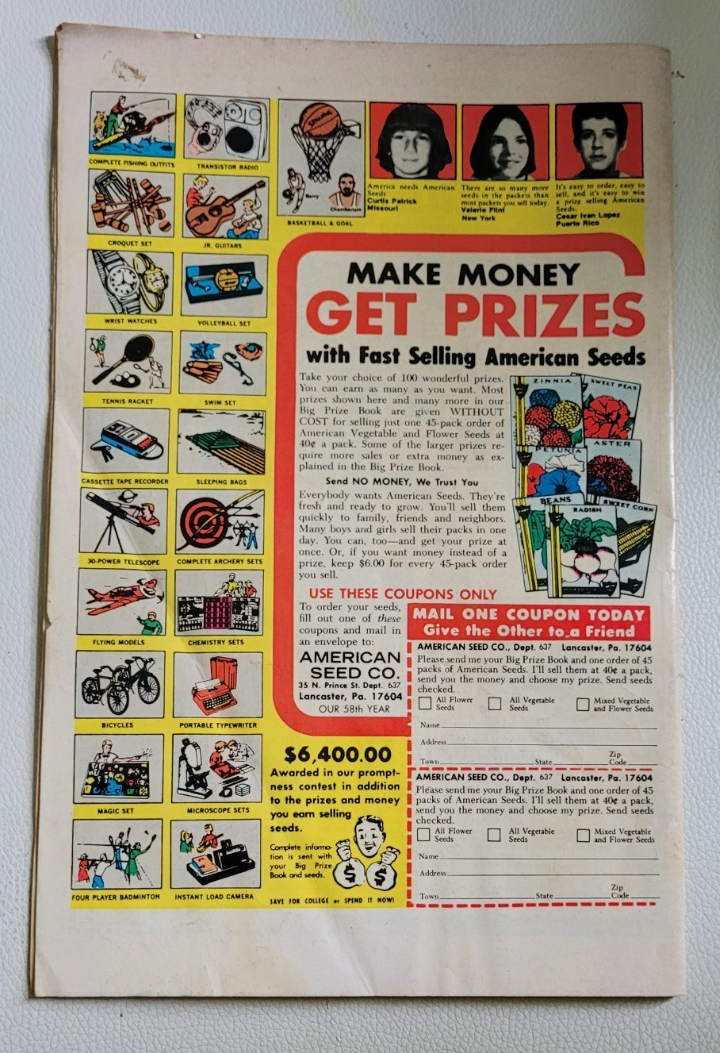 COMPLETE FISHING OUTFITS
TRANSISTOR RADIO
CROQUET SET
JR. GUITARS
WRIST WATCHES
VOLLEYBALL SET
TENNIS RACKET
SWIM SET
CASSETTE TAPE RECORDER
SLEEPING BAGS
30-POWER TELESCOPE
COMPLETE ARCHERY SETS
FLYING MODELS
CHEMISTRY SETS
BICYCLES
PORTABLE TYPEWRITER
MAGIC SET
MICROSCOPE SETS
FOUR PLAYER BADMINTON
INSTANT LOAD CAMERA
SPALDING
Barry
Chamberlain
BASKETBALL & GOAL
America needs American
Seeds
Curtis Patrick
Missouri
There are so many more
seeds in the packets than
most packets you sell today.
Valerie Flini
New York
It's easy to order, easy to
sell, and it's easy to win
a prize selling American
Seeds.
Cesar Ivan Lopez
Puerto Rico
MAKE MONEY
GET PRIZES
with Fast Selling American Seeds
Take your choice of 100 wonderful prizes.
You can earn as many as you want. Most
prizes shown here and many more in our
Big Prize Book are given WITHOUT
COST for selling just one 45-pack order of
American Vegetable and Flower Seeds at
40¢ a pack. Some of the larger prizes re-
quire more sales or extra money as ex-
plained in the Big Prize Book.
Send NO MONEY, We Trust You
Everybody wants American Seeds. They're
fresh and ready to grow. You'll sell them
quickly to family, friends and neighbors.
Many boys and girls sell their packs in one
day. You can, too—and get your prize at
once. Or, if you want money instead of a
prize, keep $6.00 for every 45-pack order
you sell.
ZINNIA
SWEET PEAS
PETUNIA
ASTER
BEANS
RADISH
SWEET CORN
USE THESE COUPONS ONLY
To order your seeds,
fill out one of these
coupons and mail in
an envelope to:
AMERICAN
SEED CO.
35 N. Prince St. Dept. 637
Lancaster, Pa. 17604
OUR 58th YEAR
$6,400.00
Awarded in our prompt-
ness contest in addition
to the prizes and money
you earn selling
seeds.
Complete informa-
tion is sent with
your Big Prize
Book and seeds.
$ $
SAVE FOR COLLEGE or SPEND IT NOW!
MAIL ONE COUPON TODAY
Give the Other to a Friend
AMERICAN SEED CO., Dept. 637 Lancaster, Pa. 17604
Please send me your Big Prize Book and one order of 45
packs of American Seeds. I'll sell them at 40¢ a pack,
send you the money and choose my prize. Send seeds
checked.
All Flower
Seeds
All Vegetable
Seeds
Mixed Vegetable
and Flower Seeds
Name
Address
Town State Zip Code
AMERICAN SEED CO., Dept. 637 Lancaster, Pa. 17604
Please send me your Big Prize Book and one order of 45
packs of American Seeds. I'll sell them at 40¢ a pack,
send you the money and choose my prize. Send seeds
checked.
All Flower
Seeds
All Vegetable
Seeds
Mixed Vegetable
and Flower Seeds
Name
Address
Town State Zip Code